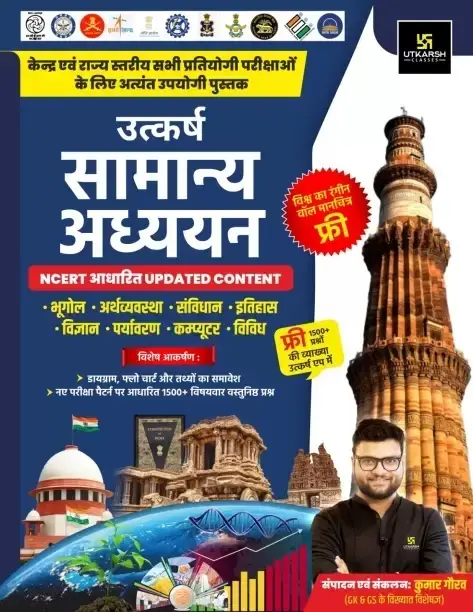 UTKARSH
CLASSES
केन्द्र एवं राज्य स्तरीय सभी प्रतियोगी परीक्षाओं
के लिए अत्यंत उपयोगी पुस्तक
उत्कर्ष
सामान्य
अध्ययन
विश्व का रंगीन
वॉल मानचित्र
फ्री
NCERT आधारित UPDATED CONTENT
• भूगोल • अर्थव्यवस्था • संविधान • इतिहास
• विज्ञान • पर्यावरण • कम्प्यूटर • विविध
फ्री 1500+
प्रश्नों
की व्याख्या
उत्कर्ष एप में
विशेष आकर्षण :
डायग्राम, फ्लो चार्ट और तथ्यों का समावेश
नए परीक्षा पैटर्न पर आधारित 1500+ विषयवार वस्तुनिष्ठ प्रश्न
संपादन एवं संकलन: कुमार गौरव
(GK & GS के विख्यात विशेषज्ञ)